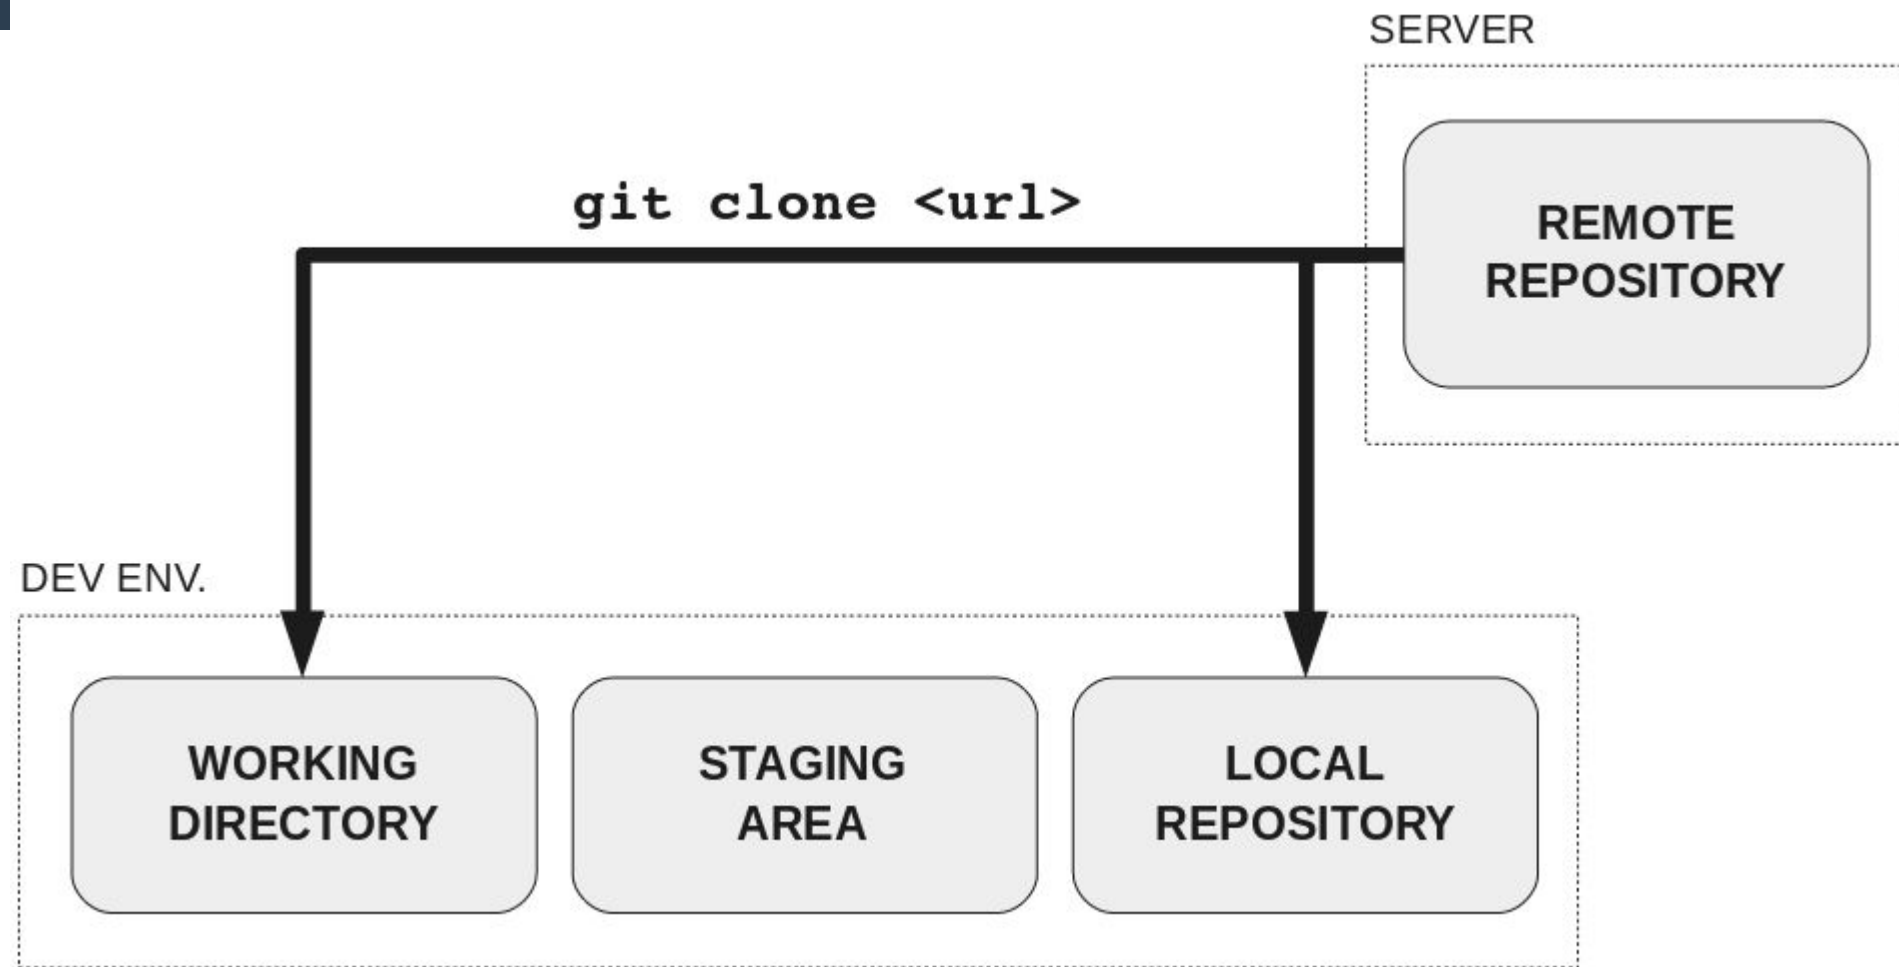 SERVER
git clone <url>
REMOTE
REPOSITORY
DEV ENV.
WORKING
DIRECTORY
STAGING
AREA
LOCAL
REPOSITORY